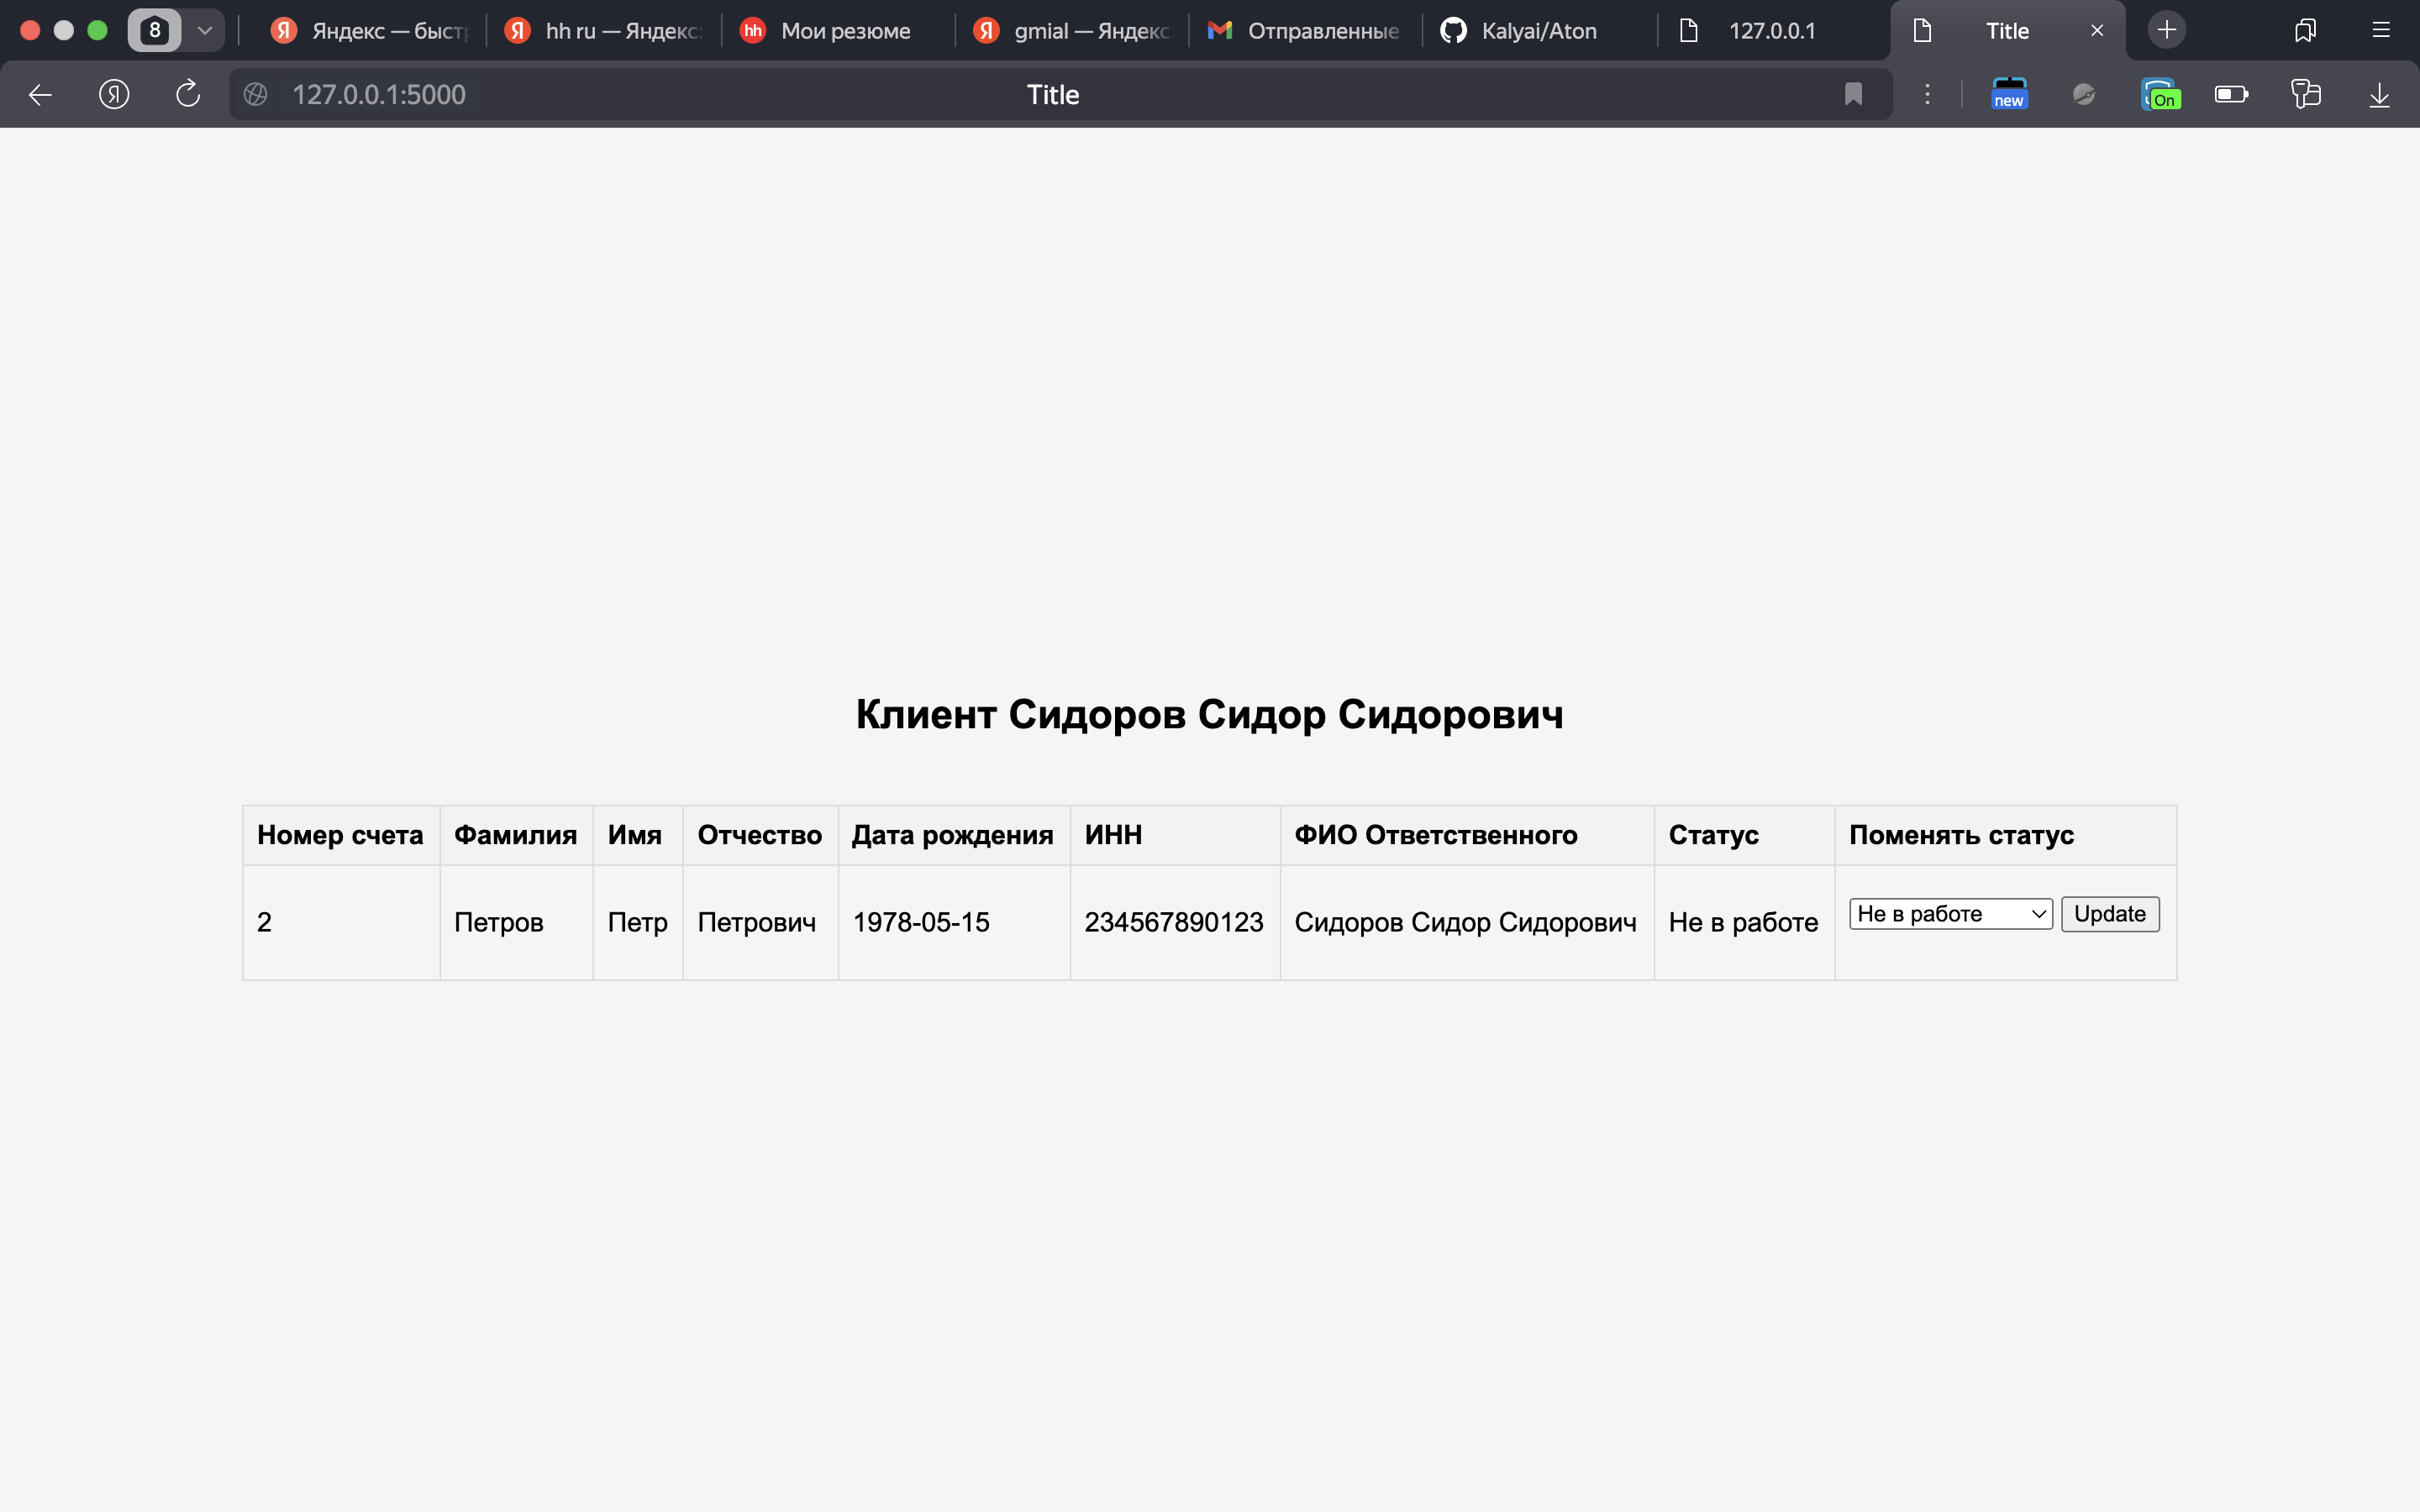 8 Яндекс — быст hh ru — Яндекс: Мои резюме gmial — Яндекс Отправленные Kalyai/Aton 127.0.0.1 Title
127.0.0.1:5000 Title new On
Клиент Сидоров Сидор Сидорович
Номер счета Фамилия Имя Отчество Дата рождения ИНН ФИО Ответственного Статус Поменять статус
2 Петров Петр Петрович 1978-05-15 234567890123 Сидоров Сидор Сидорович Не в работе Не в работе Update